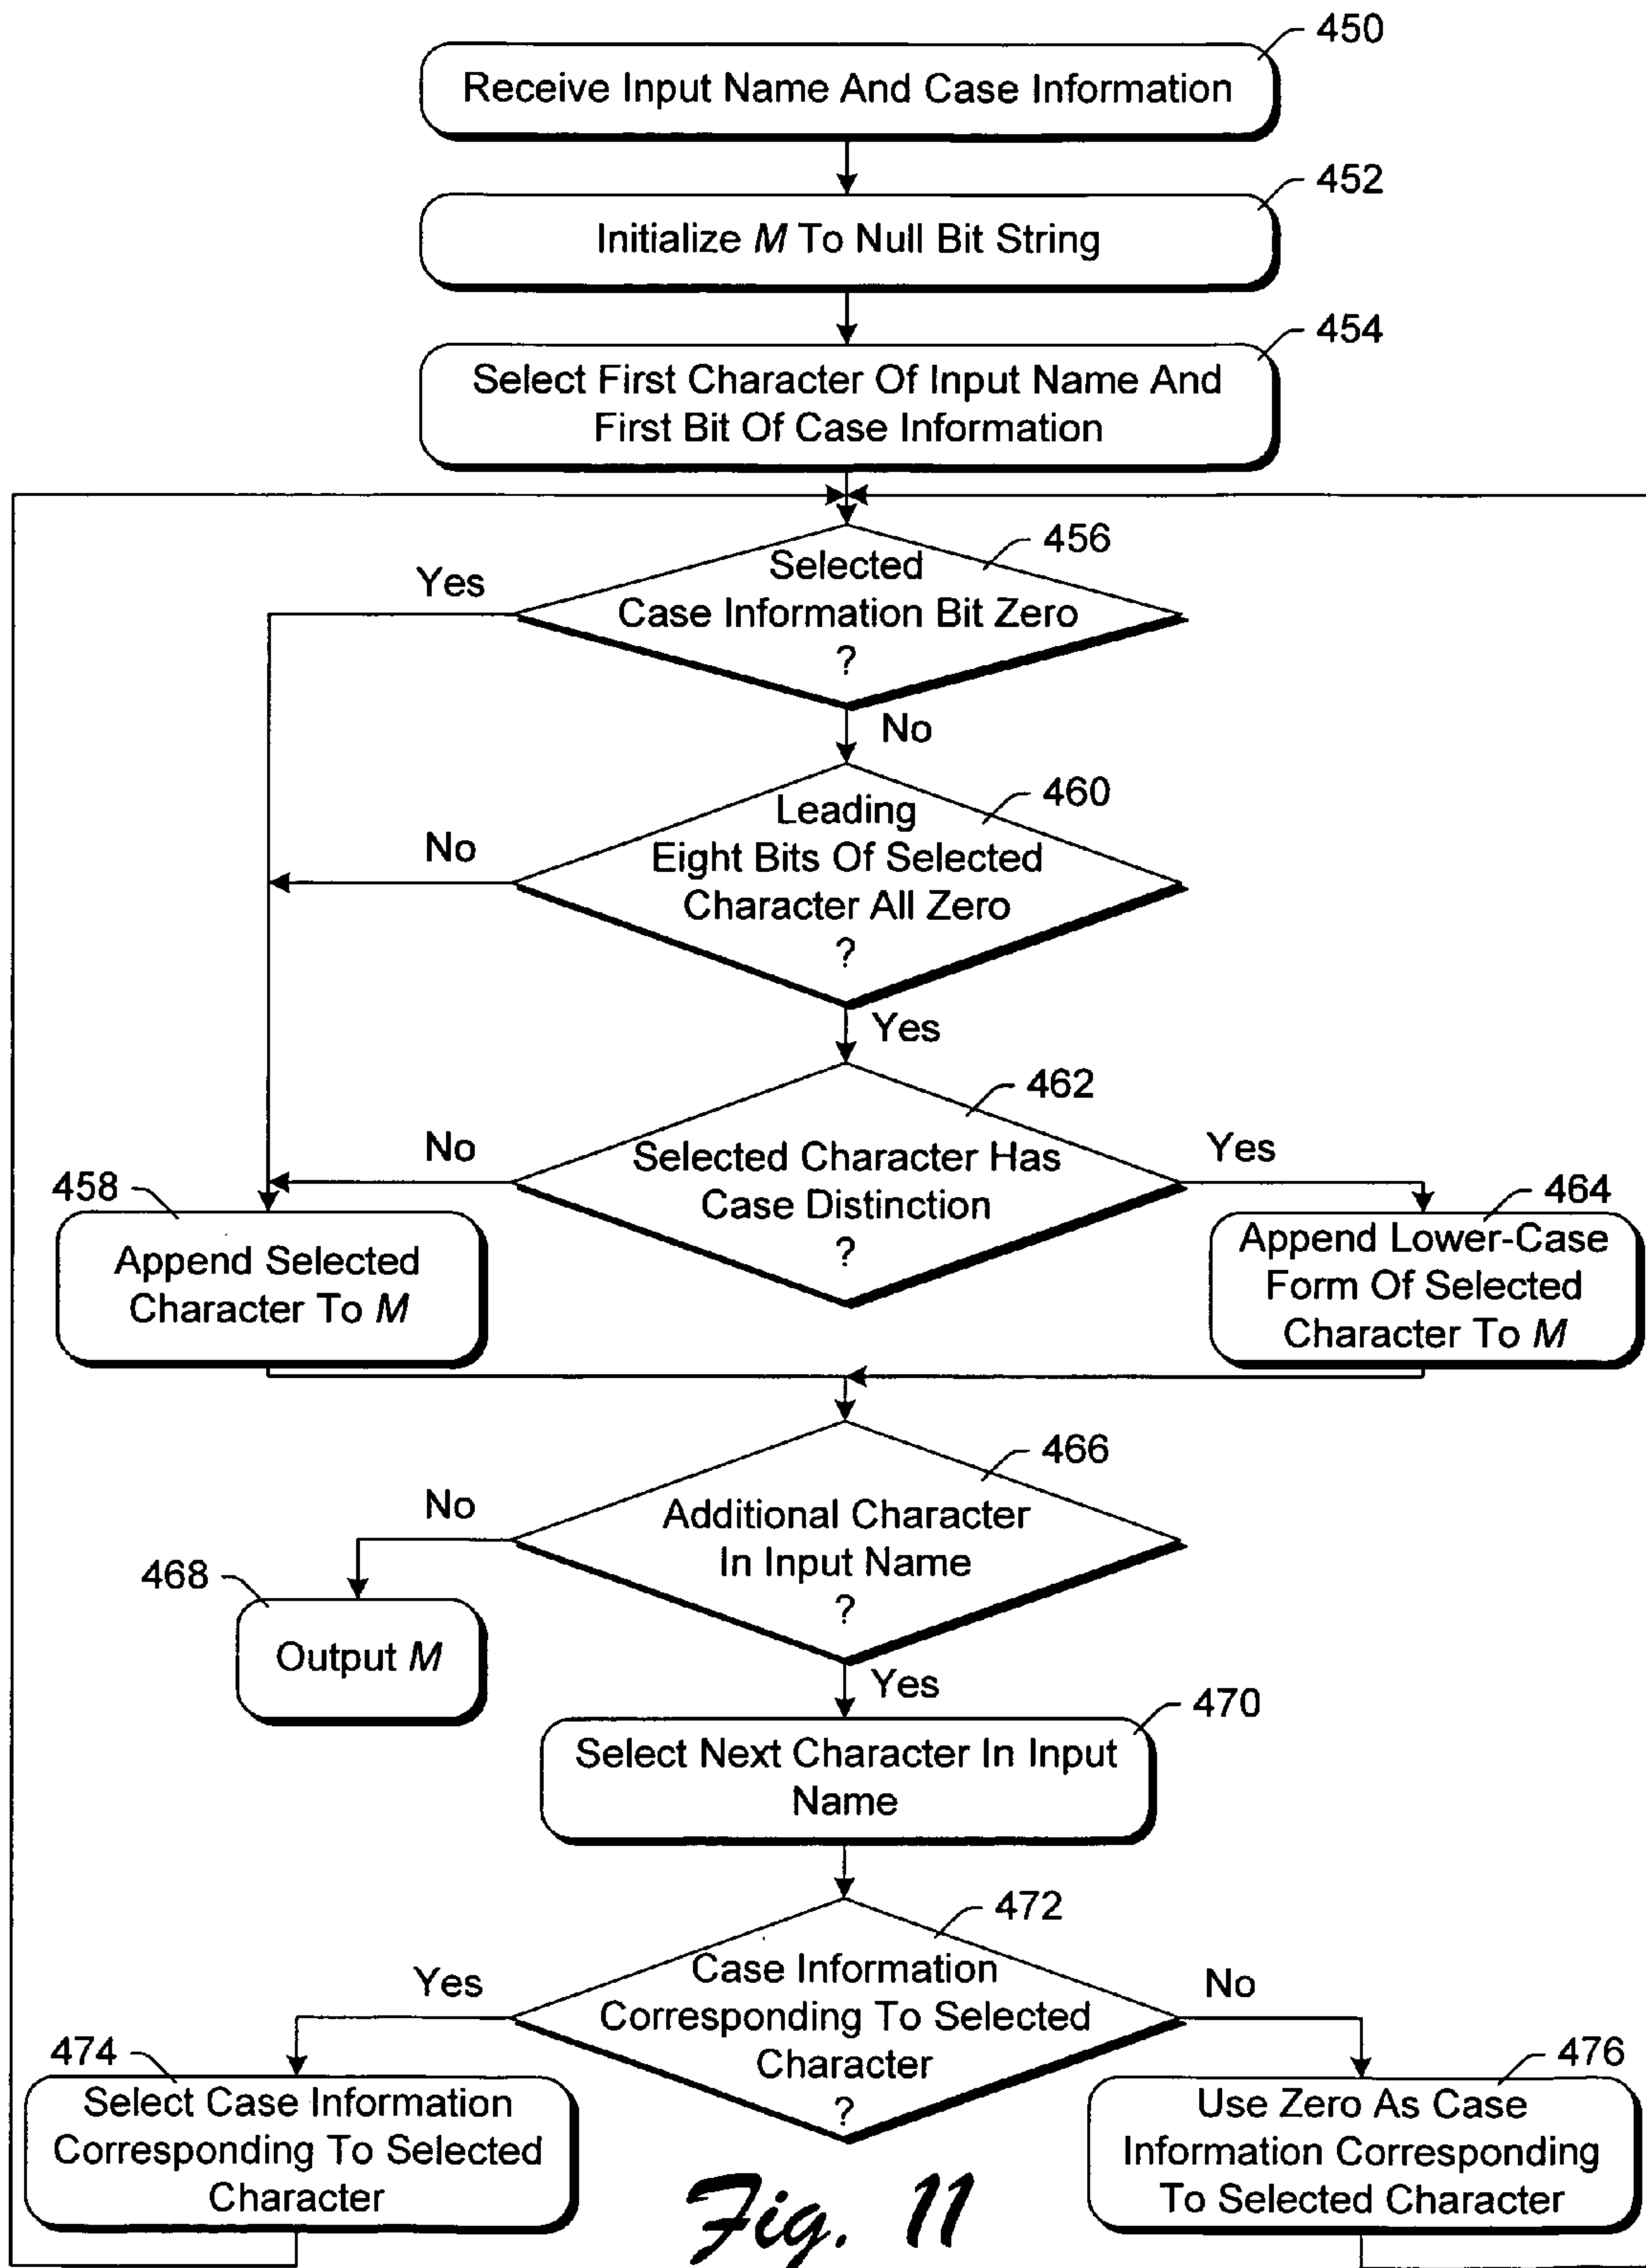 450
Receive Input Name And Case Information
452
Initialize M To Null Bit String
454
Select First Character Of Input Name And
First Bit Of Case Information
456
Selected
Case Information Bit Zero
?
Yes
No
460
Leading
Eight Bits Of Selected
Character All Zero
?
No
Yes
462
Selected Character Has
Case Distinction
?
No
Yes
458
Append Selected
Character To M
464
Append Lower-Case
Form Of Selected
Character To M
466
Additional Character
In Input Name
?
No
468
Output M
Yes
470
Select Next Character In Input
Name
472
Case Information
Corresponding To Selected
Character
?
Yes
No
474
Select Case Information
Corresponding To Selected
Character
476
Use Zero As Case
Information Corresponding
To Selected Character
Fig. 11